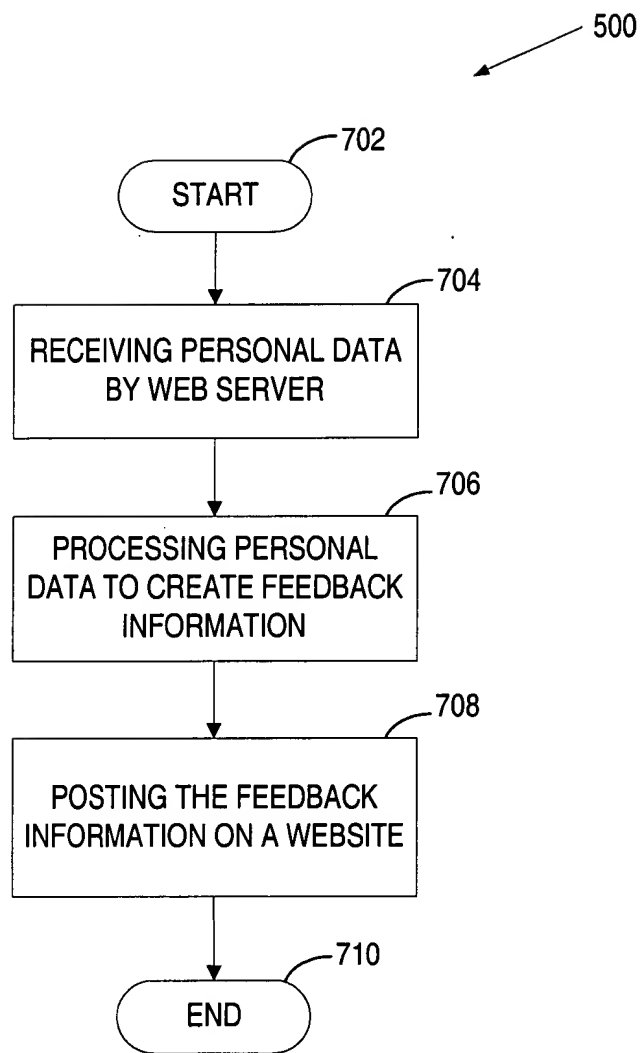 500
702
START
704
RECEIVING PERSONAL DATA
BY WEB SERVER
706
PROCESSING PERSONAL
DATA TO CREATE FEEDBACK
INFORMATION
708
POSTING THE FEEDBACK
INFORMATION ON A WEBSITE
710
END